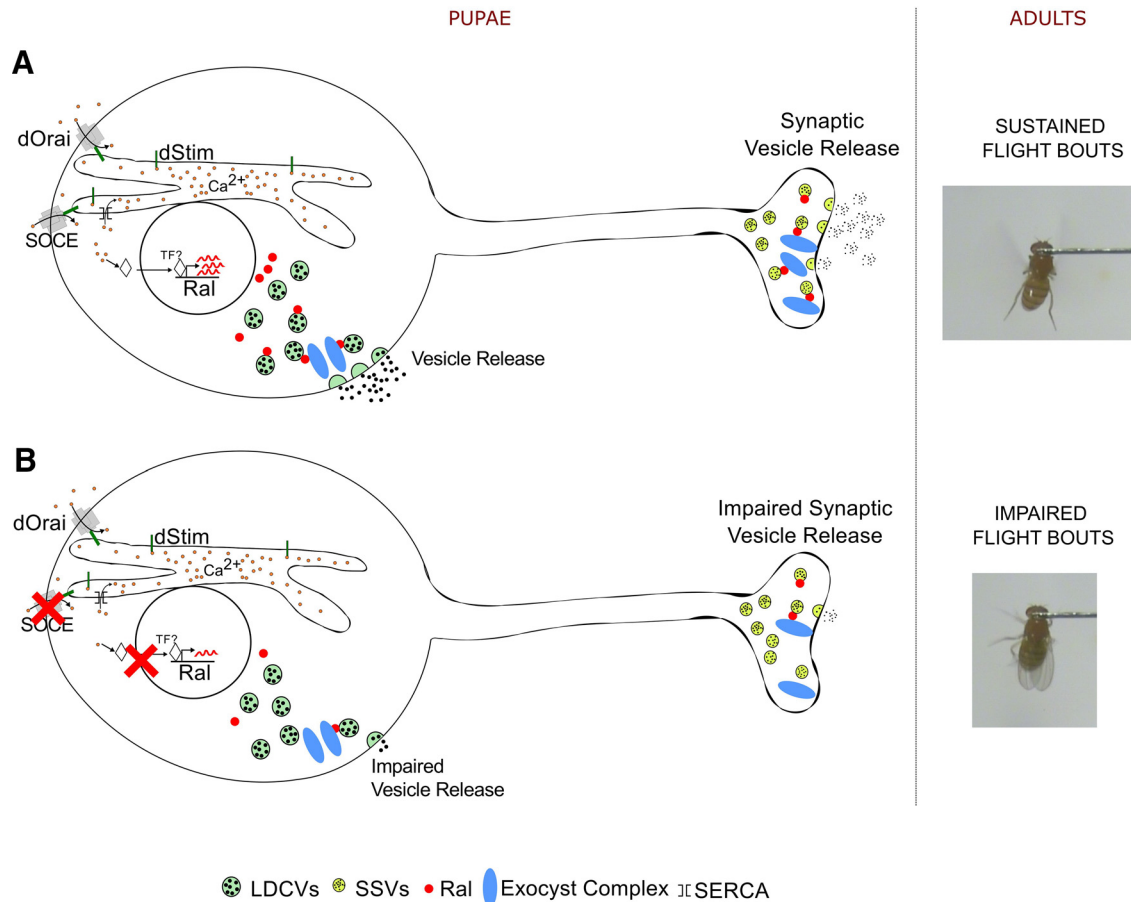 PUPAE
ADULTS
A
dOrai
dStim
Ca2+
SOCE
TF?
Ral
Vesicle Release
Synaptic
Vesicle Release
SUSTAINED
FLIGHT BOUTS
B
dOrai
dStim
Ca2+
SOCE
TF?
Ral
Impaired
Vesicle Release
Impaired Synaptic
Vesicle Release
IMPAIRED
FLIGHT BOUTS
LDCVs SSVs Ral Exocyst Complex SERCA